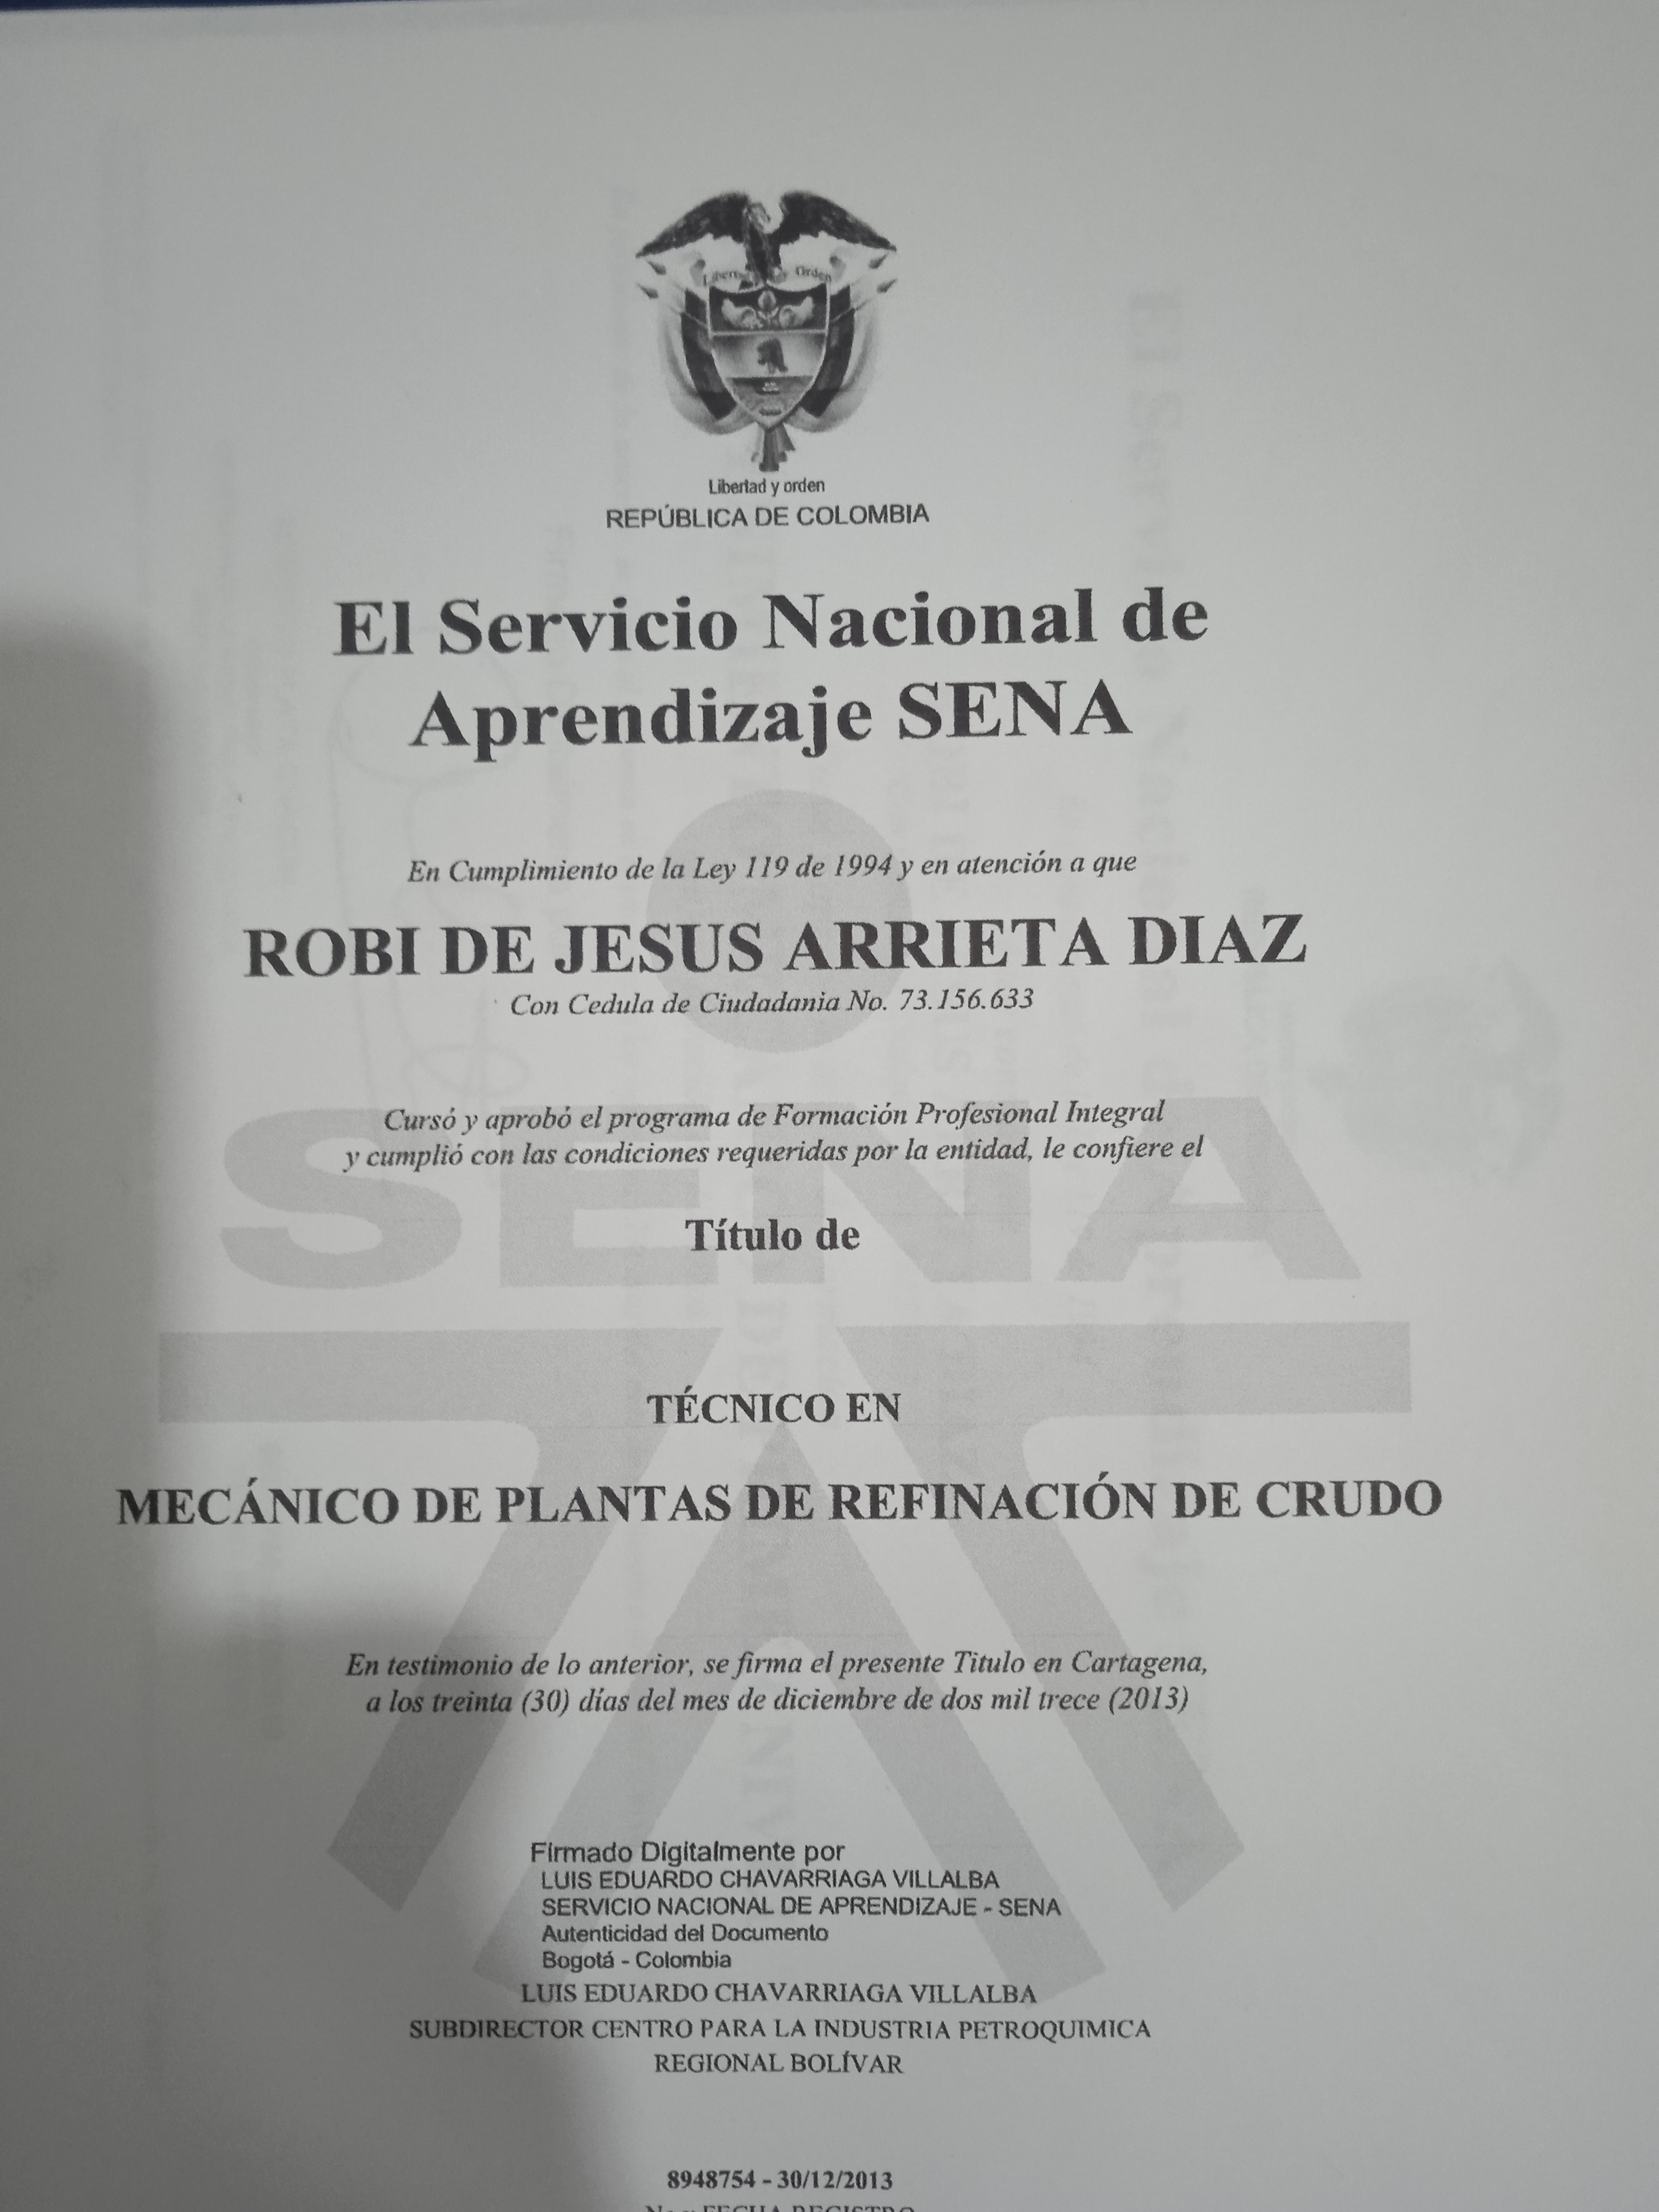 Libertad Orden
Libertad y orden
REPÚBLICA DE COLOMBIA
El Servicio Nacional de
Aprendizaje SENA
En Cumplimiento de la Ley 119 de 1994 y en atención a que
ROBI DE JESUS ARRIETA DIAZ
Con Cedula de Ciudadania No. 73.156.633
Cursó y aprobó el programa de Formación Profesional Integral
y cumplió con las condiciones requeridas por la entidad, le confiere el
SENA
Título de
TÉCNICO EN
MECÁNICO DE PLANTAS DE REFINACIÓN DE CRUDO
En testimonio de lo anterior, se firma el presente Titulo en Cartagena,
a los treinta (30) días del mes de diciembre de dos mil trece (2013)
Firmado Digitalmente por
LUIS EDUARDO CHAVARRIAGA VILLALBA
SERVICIO NACIONAL DE APRENDIZAJE - SENA
Autenticidad del Documento
Bogotá - Colombia
LUIS EDUARDO CHAVARRIAGA VILLALBA
SUBDIRECTOR CENTRO PARA LA INDUSTRIA PETROQUIMICA
REGIONAL BOLÍVAR
8948754 - 30/12/2013
No y FECHA REGISTRO